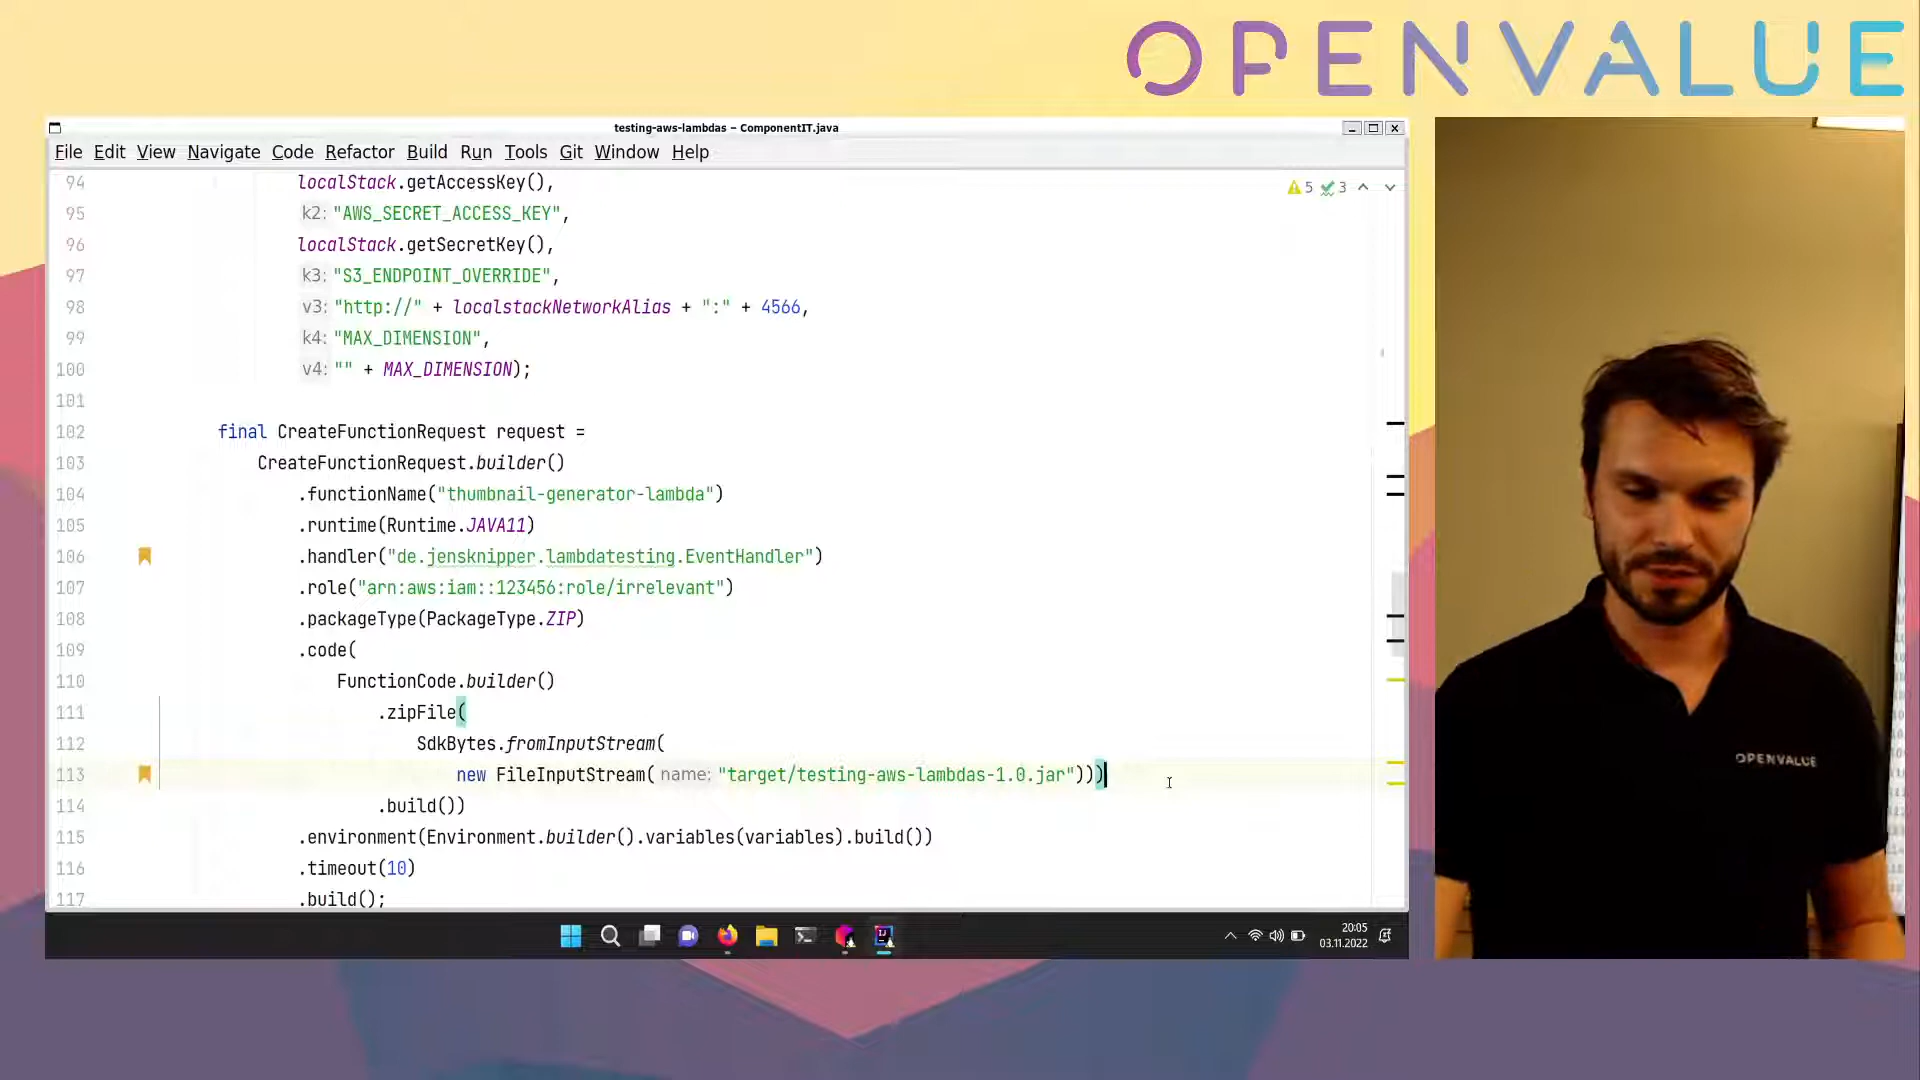 OPENVALUE
testing-aws-lambdas – ComponentIT.java
File Edit View Navigate Code Refactor Build Run Tools Git Window Help
5 3
94 localStack.getAccessKey(),
95 k2: "AWS_SECRET_ACCESS_KEY",
96 localStack.getSecretKey(),
97 k3: "S3_ENDPOINT_OVERRIDE",
98 v3: "http://" + localstackNetworkAlias + ":" + 4566,
99 k4: "MAX_DIMENSION",
100 v4: "" + MAX_DIMENSION);
101
102 final CreateFunctionRequest request =
103 CreateFunctionRequest.builder()
104 .functionName("thumbnail-generator-lambda")
105 .runtime(Runtime.JAVA11)
106 .handler("de.jensknipper.lambdatesting.EventHandler")
107 .role("arn:aws:iam::123456:role/irrelevant")
108 .packageType(PackageType.ZIP)
109 .code(
110 FunctionCode.builder()
111 .zipFile(
112 SdkBytes.fromInputStream(
113 new FileInputStream( name: "target/testing-aws-lambdas-1.0.jar")))
114 .build())
115 .environment(Environment.builder().variables(variables).build())
116 .timeout(10)
117 .build();
20:05
03.11.2022
OPENVALUE